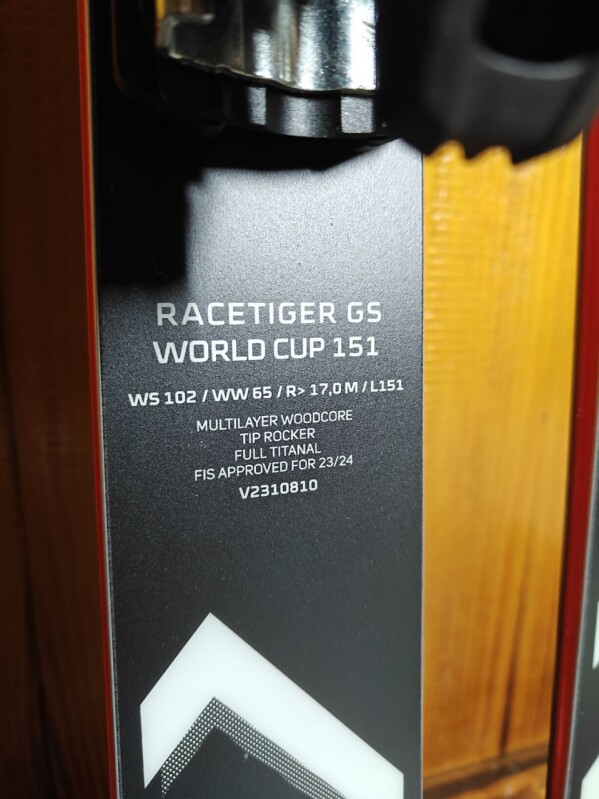 RACETIGER GS
WORLD CUP 151
WS 102 / WW 65 / R> 17,0 M / L151
MULTILAYER WOODCORE
TIP ROCKER
FULL TITANAL
FIS APPROVED FOR 23/24
V2310810